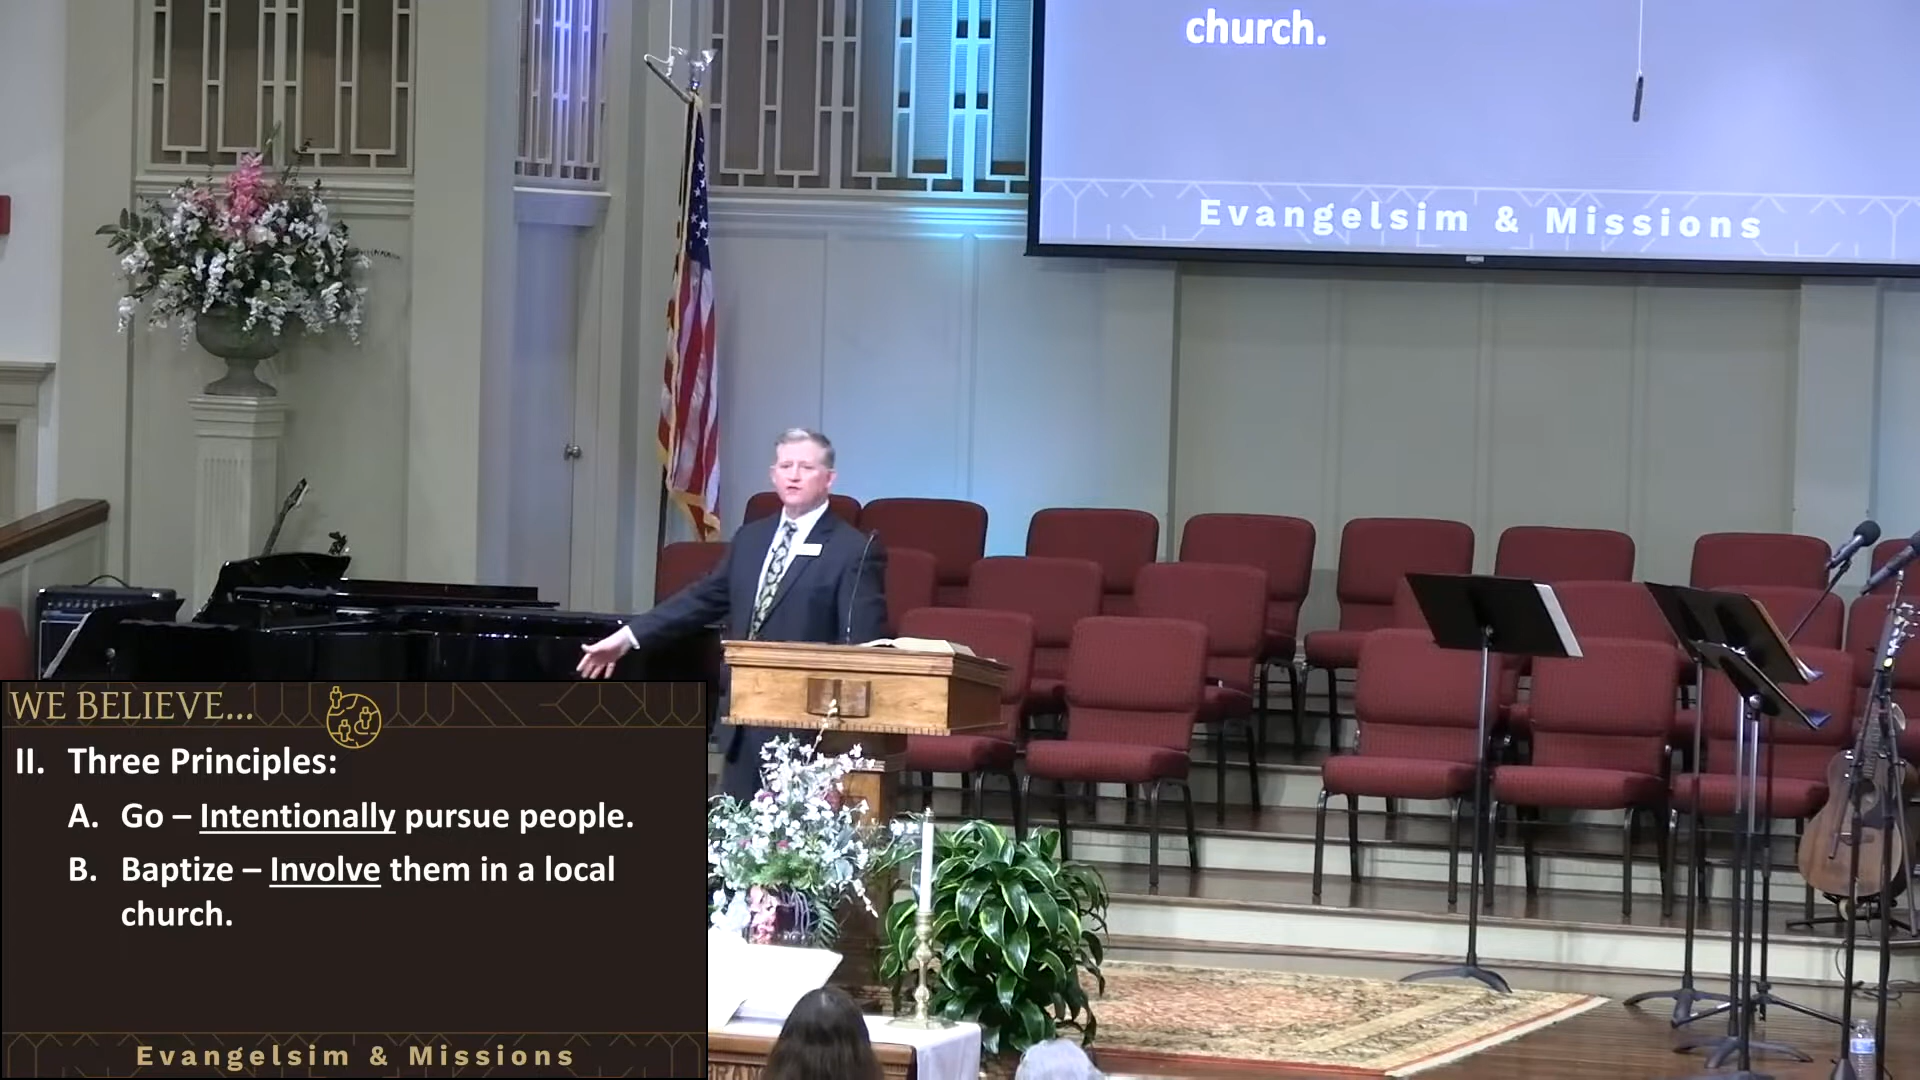 church.
Evangelsim & Missions
WE BELIEVE...
II. Three Principles:
A. Go – Intentionally pursue people.
B. Baptize – Involve them in a local
church.
Evangelsim & Missions